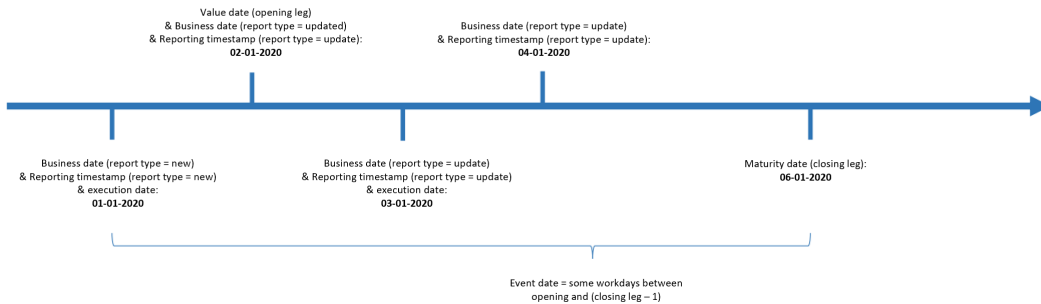 Value date (opening leg)
& Business date (report type = updated)
& Reporting timestamp (report type = update):
02-01-2020
Business date (report type = update)
& Reporting timestamp (report type = update):
04-01-2020
Business date (report type = new)
& Reporting timestamp (report type = new)
& execution date:
01-01-2020
Business date (report type = update)
& Reporting timestamp (report type = update)
& execution date:
03-01-2020
Maturity date (closing leg):
06-01-2020
Event date = some workdays between
opening and (closing leg – 1)